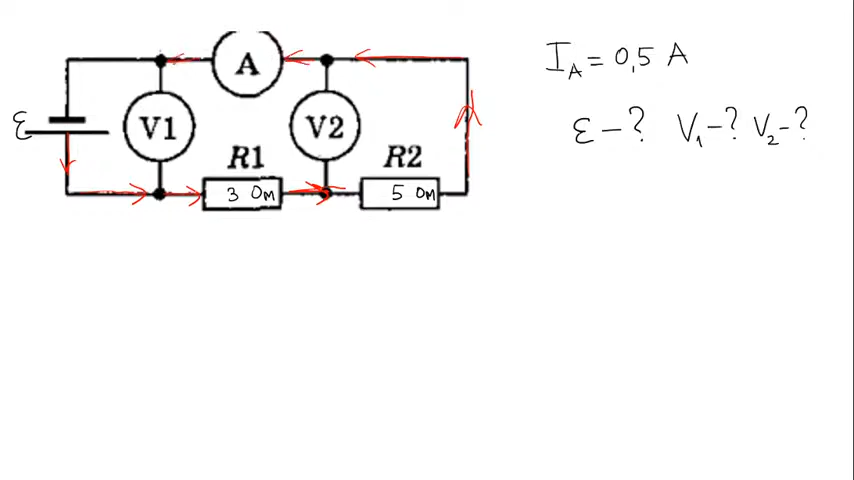 A
I_A = 0,5 A
ε
V1
V2
ε – ? V₁ – ? V₂ – ?
R1
R2
3 Ом
5 Ом